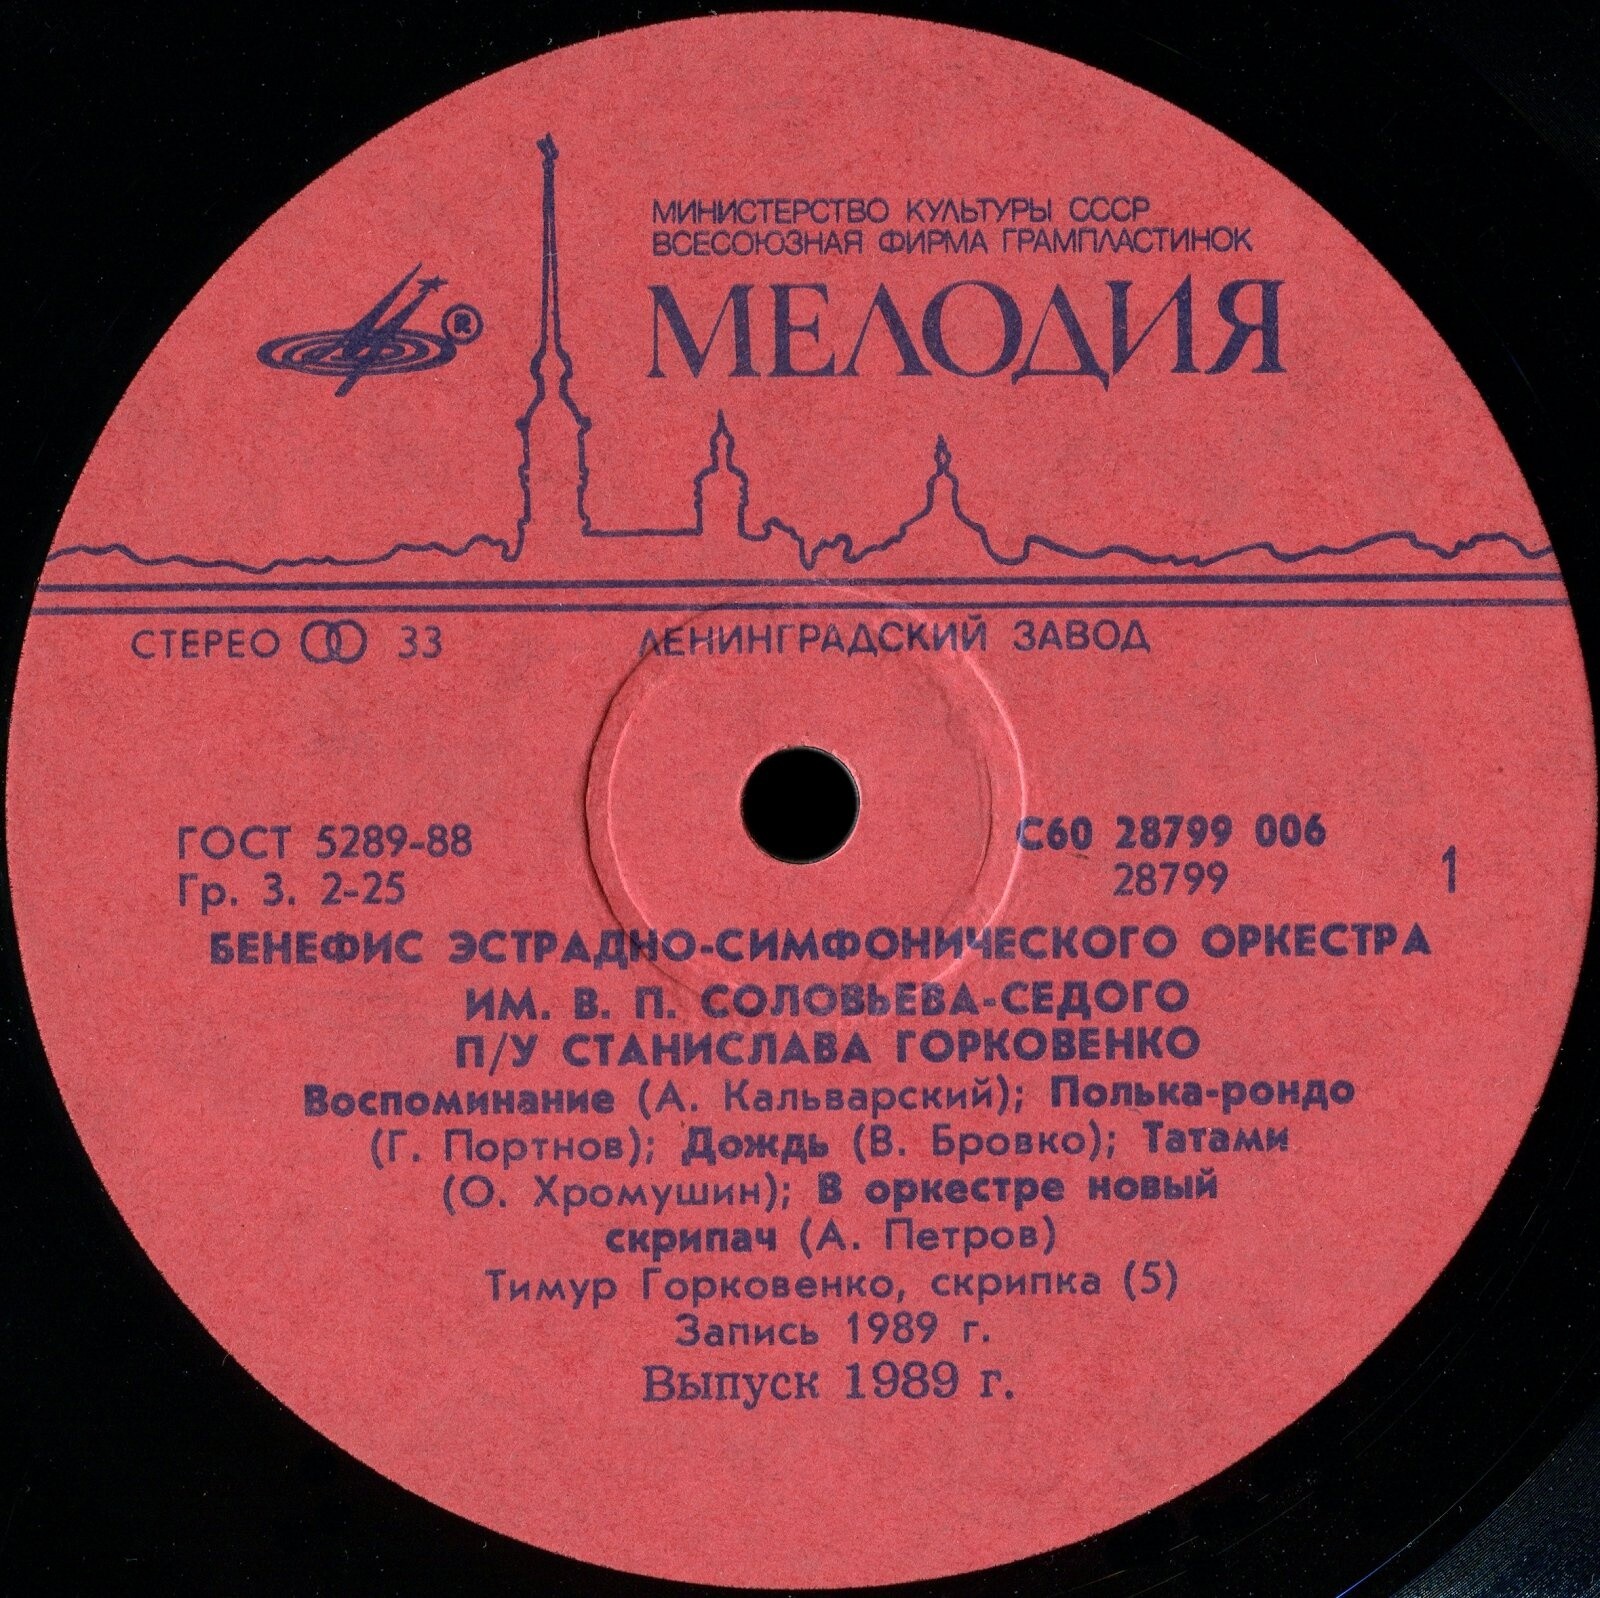 МИНИСТЕРСТВО КУЛЬТУРЫ СССР
ВСЕСОЮЗНАЯ ФИРМА ГРАМПЛАСТИНОК
МЕЛОДИЯ
®
СТЕРЕО 33
ЛЕНИНГРАДСКИЙ ЗАВОД
ГОСТ 5289-88
Гр. 3. 2-25
С60 28799 006
28799
1
БЕНЕФИС ЭСТРАДНО-СИМФОНИЧЕСКОГО ОРКЕСТРА
ИМ. В. П. СОЛОВЬЕВА-СЕДОГО
П/У СТАНИСЛАВА ГОРКОВЕНКО
Воспоминание (А. Кальварский); Полька-рондо
(Г. Портнов); Дождь (В. Бровко); Татами
(О. Хромушин); В оркестре новый
скрипач (А. Петров)
Тимур Горковенко, скрипка (5)
Запись 1989 г.
Выпуск 1989 г.